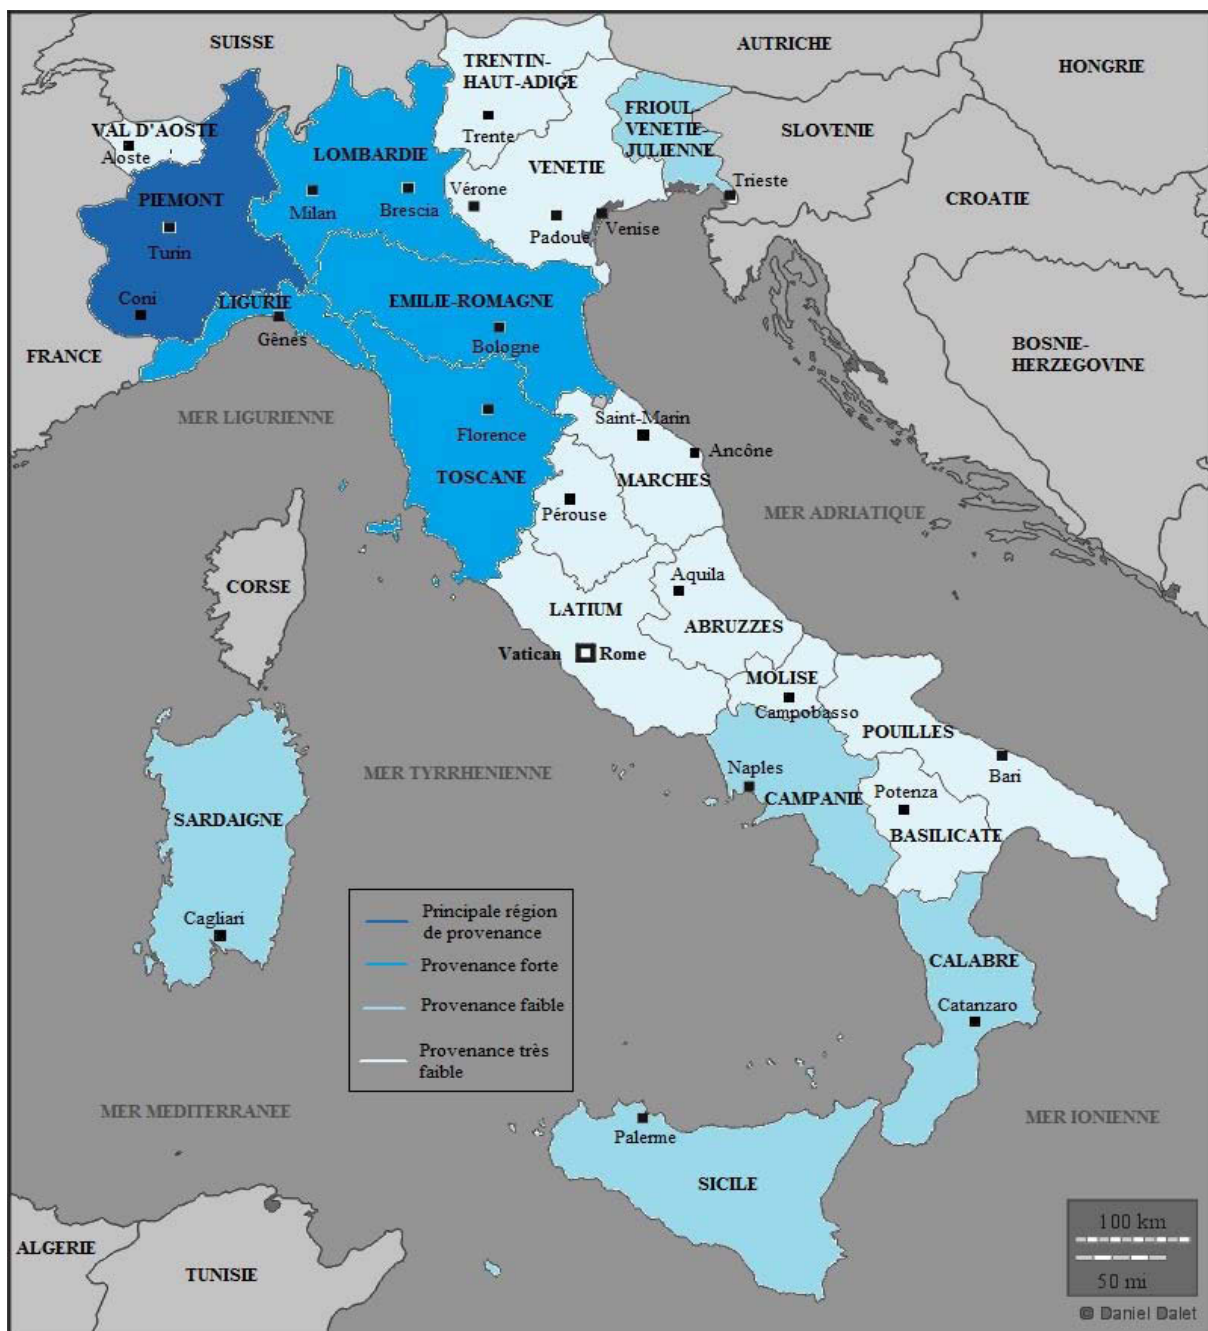 SUISSE
AUTRICHE
HONGRIE
TRENTIN-
HAUT-ADIGE
FRIOUL-
VENETIE-
JULIENNE
SLOVENIE
VAL D'AOSTE
Aoste
Trente
LOMBARDIE
VENETIE
Trieste
CROATIE
PIEMONT
Milan
Brescia
Vérone
Padoue
Venise
Turin
Coni
LIGURIE
Gênes
EMILIE-ROMAGNE
Bologne
FRANCE
BOSNIE-
HERZEGOVINE
MER LIGURIENNE
Saint-Marin
Florence
Ancône
TOSCANE
MARCHES
Pérouse
MER ADRIATIQUE
CORSE
Aquila
LATIUM
ABRUZZES
Vatican
Rome
MOLISE
Campobasso
POUILLES
MER TYRRHENIENNE
Naples
CAMPANIE
Potenza
Bari
SARDAIGNE
BASILICATE
Cagliari
Principale région
de provenance
Provenance forte
Provenance faible
Provenance très
faible
CALABRE
Catanzaro
MER MEDITERRANEE
MER IONIENNE
Palerme
SICILE
ALGERIE
TUNISIE
100 km
50 mi
© Daniel Dalet